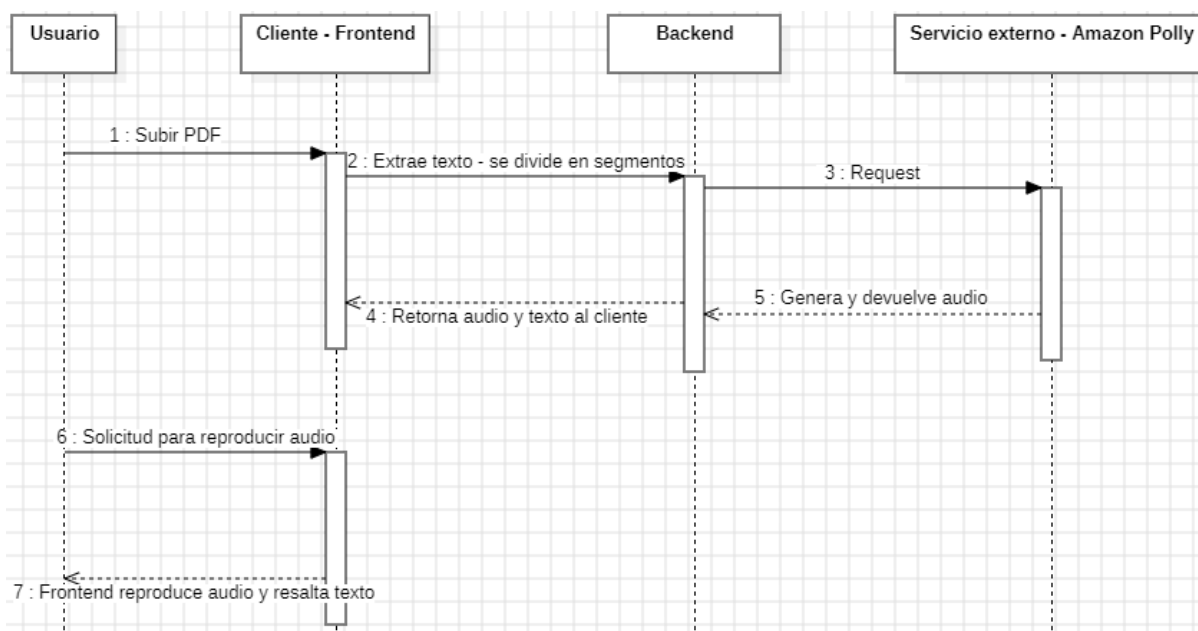 Usuario
Cliente - Frontend
Backend
Servicio externo - Amazon Polly
1 : Subir PDF
2 : Extrae texto - se divide en segmentos
3 : Request
5 : Genera y devuelve audio
4 : Retorna audio y texto al cliente
6 : Solicitud para reproducir audio
7 : Frontend reproduce audio y resalta texto